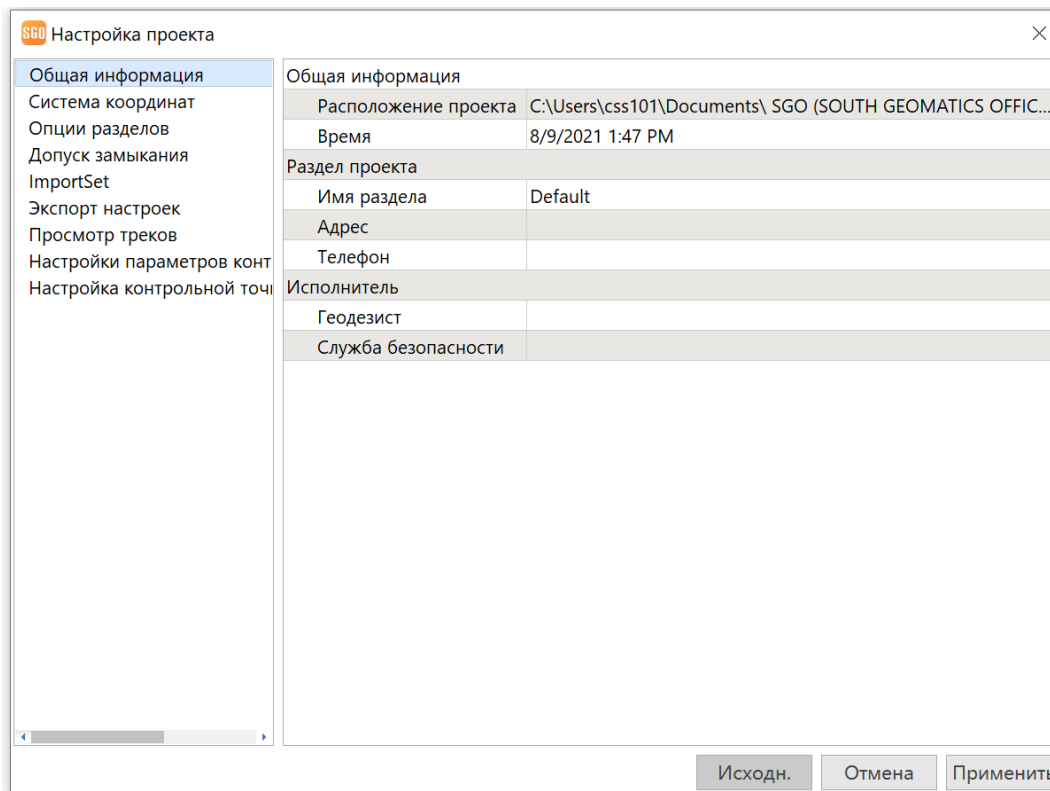 SGO Настройка проекта
Общая информация
Система координат
Опции разделов
Допуск замыкания
ImportSet
Экспорт настроек
Просмотр треков
Настройки параметров конт
Настройка контрольной точ
Общая информация
Расположение проекта C:\Users\css101\Documents\ SGO (SOUTH GEOMATICS OFFIC...
Время 8/9/2021 1:47 PM
Раздел проекта
Имя раздела Default
Адрес
Телефон
Исполнитель
Геодезист
Служба безопасности
Исходн. Отмена Применить